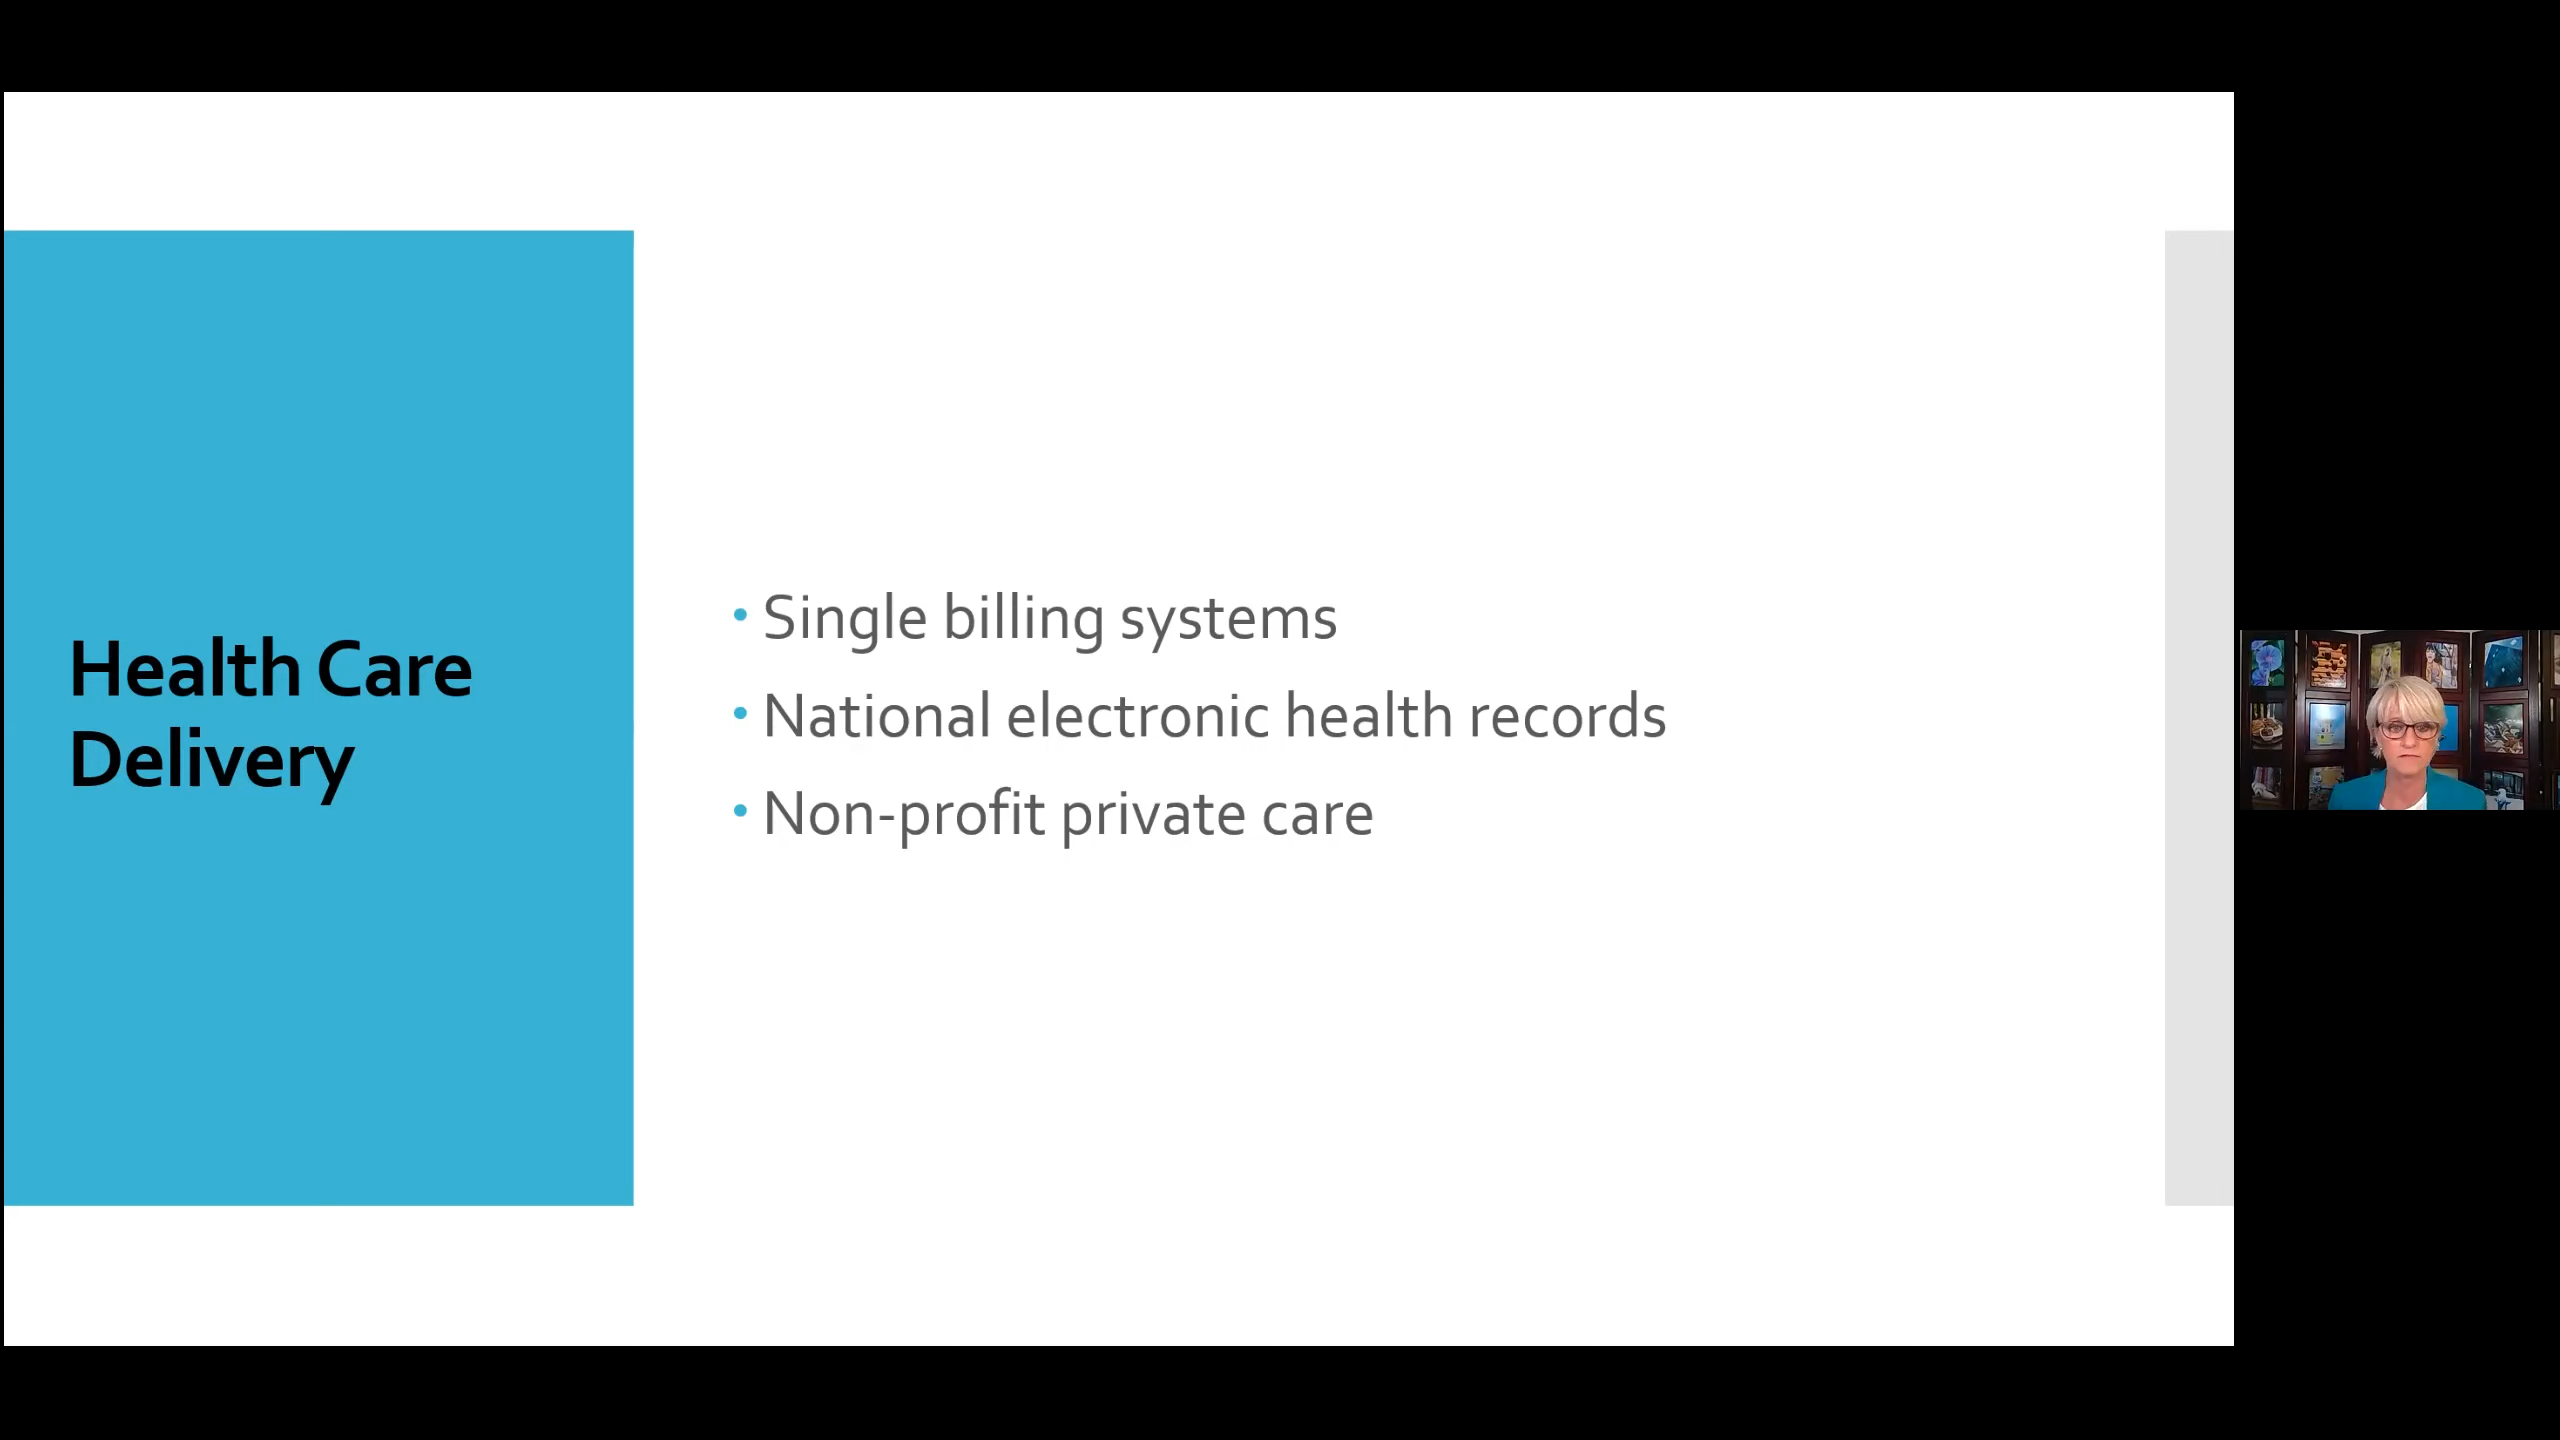 Health Care
Delivery
• Single billing systems
• National electronic health records
• Non-profit private care